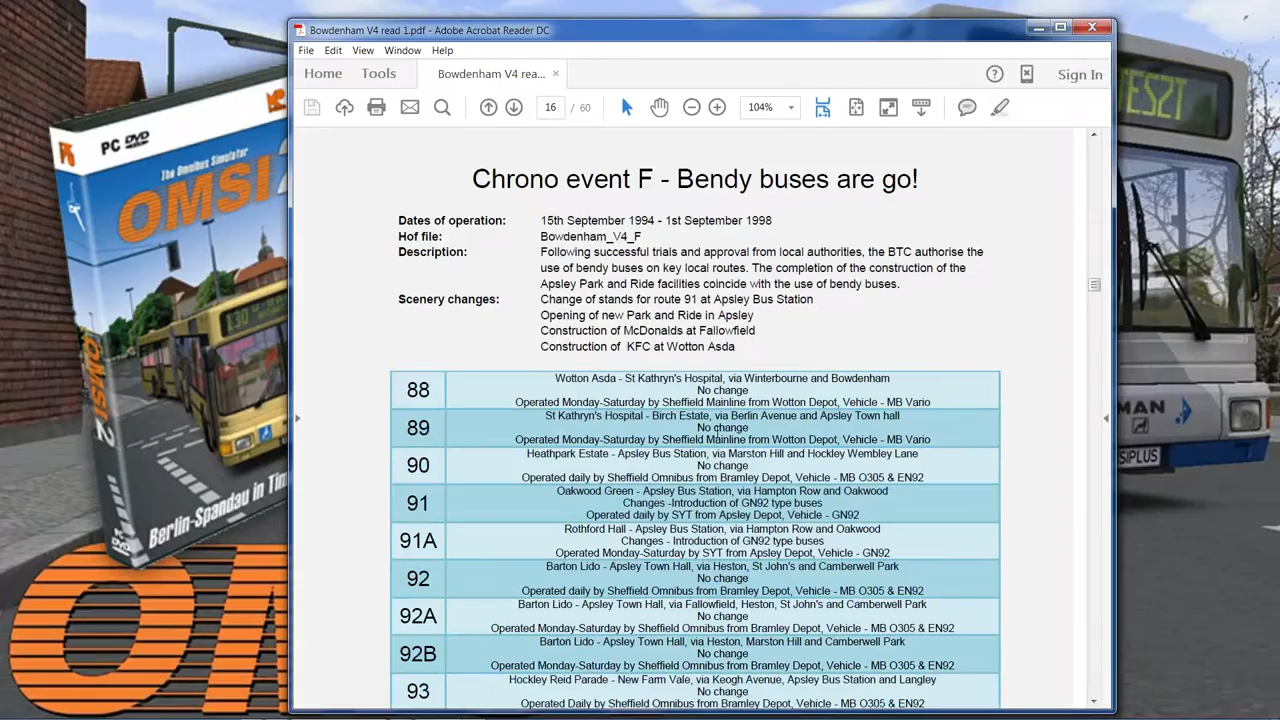 Bowdenham V4 read 1.pdf - Adobe Acrobat Reader DC
File Edit View Window Help
Home Tools Bowdenham V4 rea... × Sign In
16 / 60 104%
Chrono event F - Bendy buses are go!
Dates of operation: 15th September 1994 - 1st September 1998
Hof file: Bowdenham_V4_F
Description: Following successful trials and approval from local authorities, the BTC authorise the
use of bendy buses on key local routes. The completion of the construction of the
Apsley Park and Ride facilities coincide with the use of bendy buses.
Scenery changes: Change of stands for route 91 at Apsley Bus Station
Opening of new Park and Ride in Apsley
Construction of McDonalds at Fallowfield
Construction of KFC at Wotton Asda
88
Wotton Asda - St Kathryn's Hospital, via Winterbourne and Bowdenham
No change
Operated Monday-Saturday by Sheffield Mainline from Wotton Depot, Vehicle - MB Vario
89
St Kathryn's Hospital - Birch Estate, via Berlin Avenue and Apsley Town hall
No change
Operated Monday-Saturday by Sheffield Mainline from Wotton Depot, Vehicle - MB Vario
90
Heathpark Estate - Apsley Bus Station, via Marston Hill and Hockley Wembley Lane
No change
Operated daily by Sheffield Omnibus from Bramley Depot, Vehicle - MB O305 & EN92
91
Oakwood Green - Apsley Bus Station, via Hampton Row and Oakwood
Changes -Introduction of GN92 type buses
Operated daily by SYT from Apsley Depot, Vehicle - GN92
91A
Rothford Hall - Apsley Bus Station, via Hampton Row and Oakwood
Changes - Introduction of GN92 type buses
Operated Monday-Saturday by SYT from Apsley Depot, Vehicle - GN92
92
Barton Lido - Apsley Town Hall, via Heston, St John's and Camberwell Park
No change
Operated daily by Sheffield Omnibus from Bramley Depot, Vehicle - MB O305 & EN92
92A
Barton Lido - Apsley Town Hall, via Fallowfield, Heston, St John's and Camberwell Park
No change
Operated Monday-Saturday by Sheffield Omnibus from Bramley Depot, Vehicle - MB O305 & EN92
92B
Barton Lido - Apsley Town Hall, via Heston, Marston Hill and Camberwell Park
No change
Operated Monday-Saturday by Sheffield Omnibus from Bramley Depot, Vehicle - MB O305 & EN92
93
Hockley Reid Parade - New Farm Vale, via Keogh Avenue, Apsley Bus Station and Langley
No change
Operated Daily by Sheffield Omnibus from Bramley Depot, Vehicle - MB O305 & EN92
PC DVD
The Omnibus Simulator
OMSI 2
Berlin-Spandau in
MAN